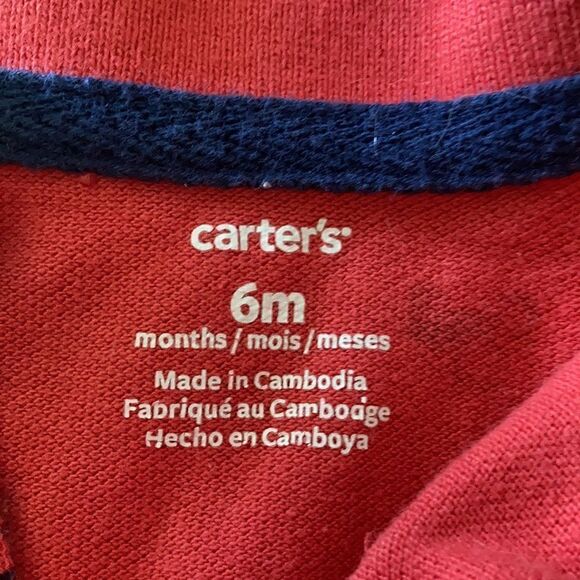 carter's
6m
months/mois/meses
Made in Cambodia
Fabriqué au Cambodge
Hecho en Camboya